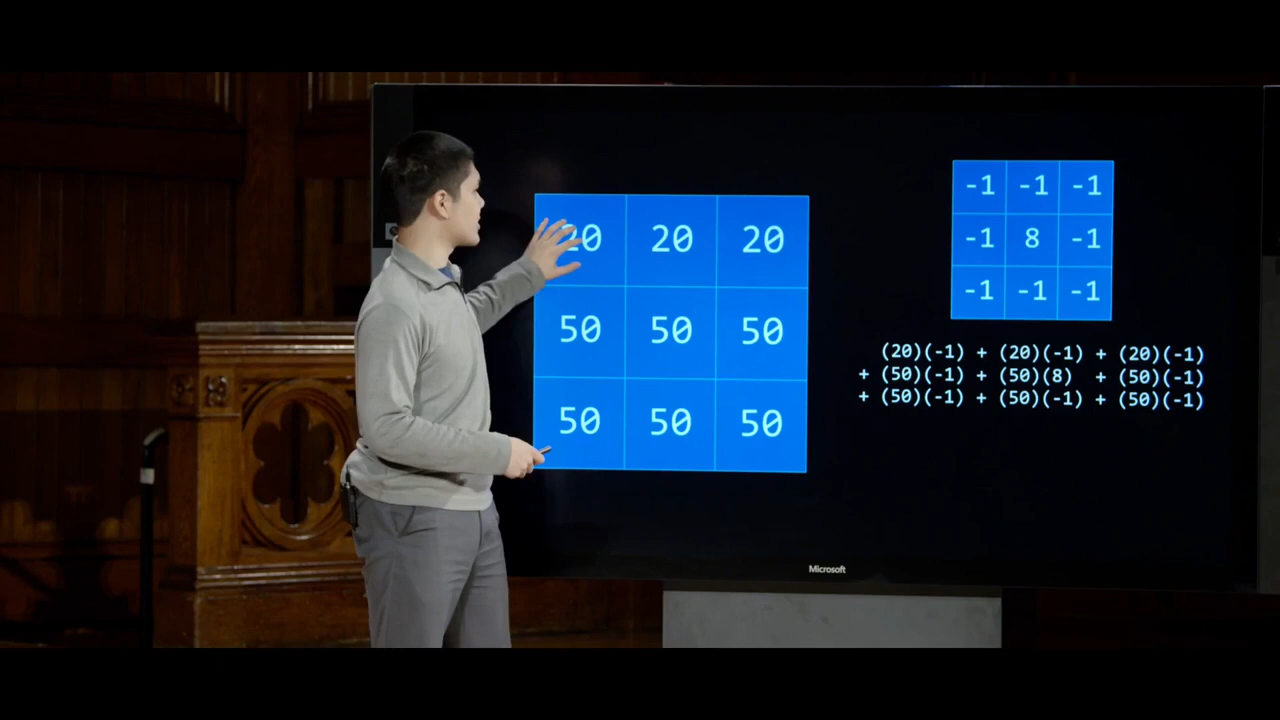 20 20 20
50 50 50
50 50 50
-1 -1 -1
-1 8 -1
-1 -1 -1
(20)(-1) + (20)(-1) + (20)(-1)
+ (50)(-1) + (50)(8) + (50)(-1)
+ (50)(-1) + (50)(-1) + (50)(-1)
Microsoft